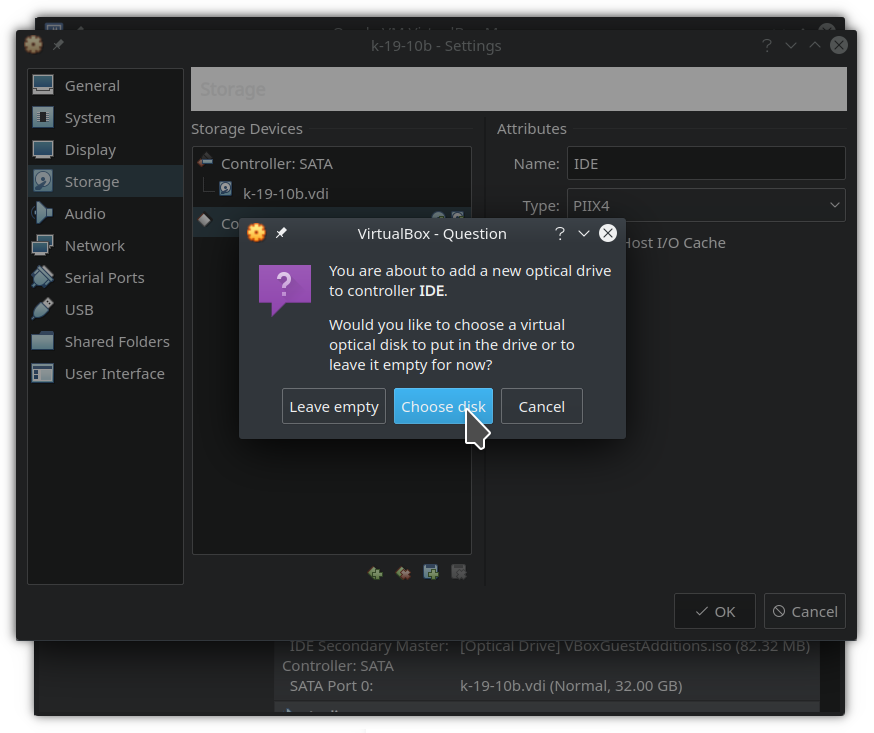 k-19-10b - Settings
General
System
Display
Storage
Audio
Network
Serial Ports
USB
Shared Folders
User Interface
Storage
Storage Devices
Controller: SATA
k-19-10b.vdi
Co
Attributes
Name: IDE
Type: PIIX4
Host I/O Cache
VirtualBox - Question
You are about to add a new optical drive
to controller IDE.
Would you like to choose a virtual
optical disk to put in the drive or to
leave it empty for now?
Leave empty
Choose disk
Cancel
OK
Cancel
IDE Secondary Master: [Optical Drive] VBoxGuestAdditions.iso (82.32 MB)
Controller: SATA
SATA Port 0: k-19-10b.vdi (Normal, 32.00 GB)